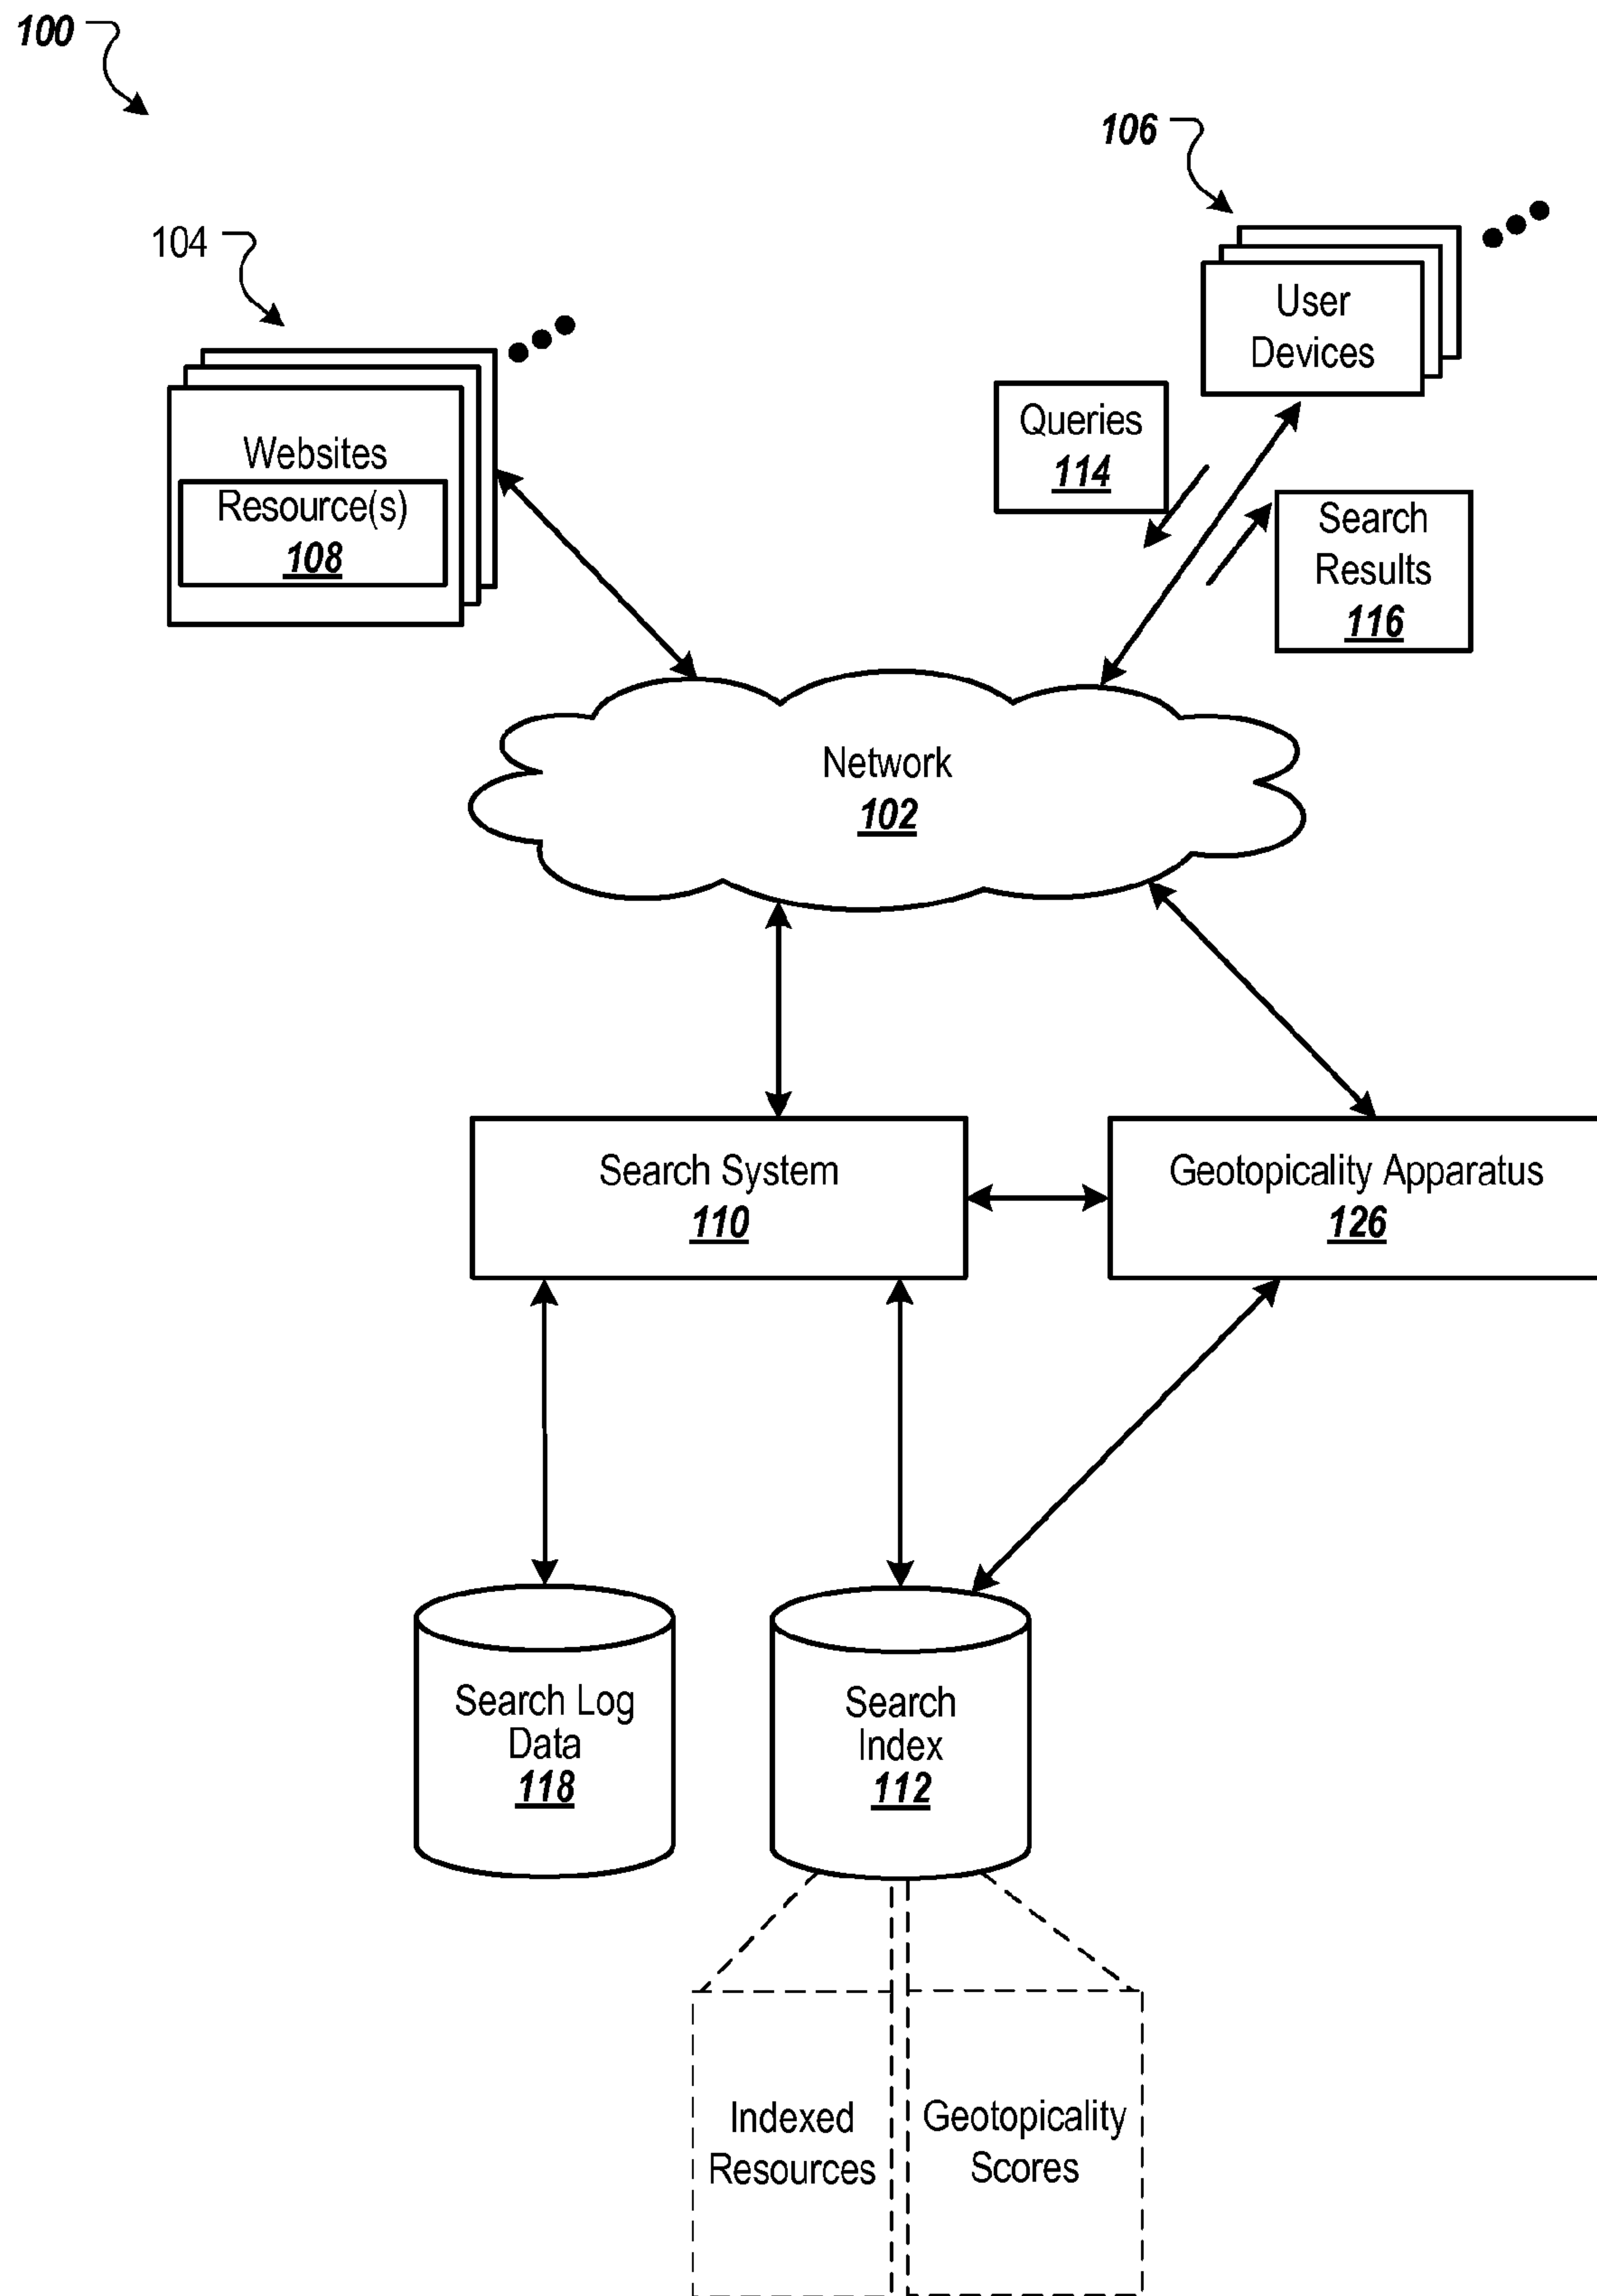 100
106
104
User
Devices
Queries
114
Websites
Resource(s)
108
Search
Results
116
Network
102
Search System
110
Geotopicality Apparatus
126
Search Log
Data
118
Search
Index
112
Indexed
Resources
Geotopicality
Scores